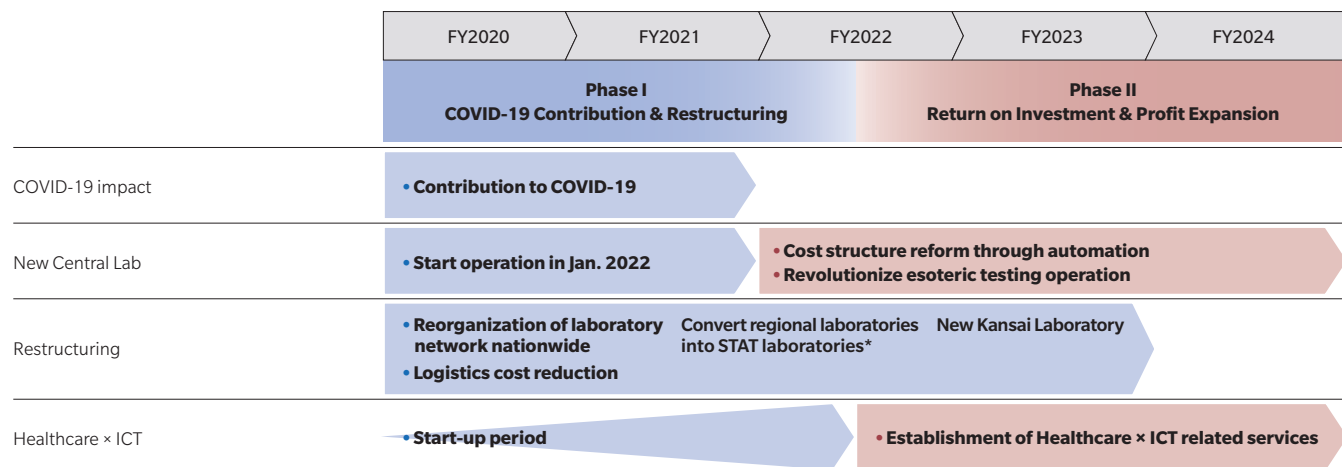 FY2020 FY2021 FY2022 FY2023 FY2024
Phase I
COVID-19 Contribution & Restructuring
Phase II
Return on Investment & Profit Expansion
COVID-19 impact
• Contribution to COVID-19
New Central Lab
• Start operation in Jan. 2022
• Cost structure reform through automation
• Revolutionize esoteric testing operation
Restructuring
• Reorganization of laboratory
network nationwide
• Logistics cost reduction
Convert regional laboratories
into STAT laboratories*
New Kansai Laboratory
Healthcare × ICT
• Start-up period
• Establishment of Healthcare × ICT related services